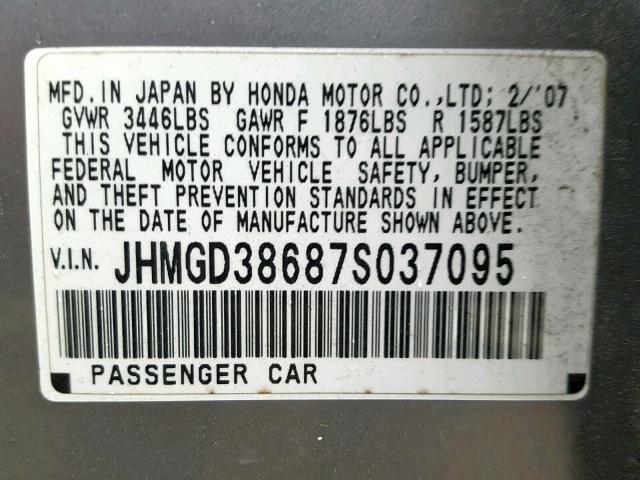 MFD.IN JAPAN BY HONDA MOTOR CO.,LTD; 2/'07
GVWR 3446LBS GAWR F 1876LBS R 1587LBS
THIS VEHICLE CONFORMS TO ALL APPLICABLE
FEDERAL MOTOR VEHICLE SAFETY, BUMPER,
AND THEFT PREVENTION STANDARDS IN EFFECT
ON THE DATE OF MANUFACTURE SHOWN ABOVE.
V.I.N. JHMGD38687S037095
PASSENGER CAR